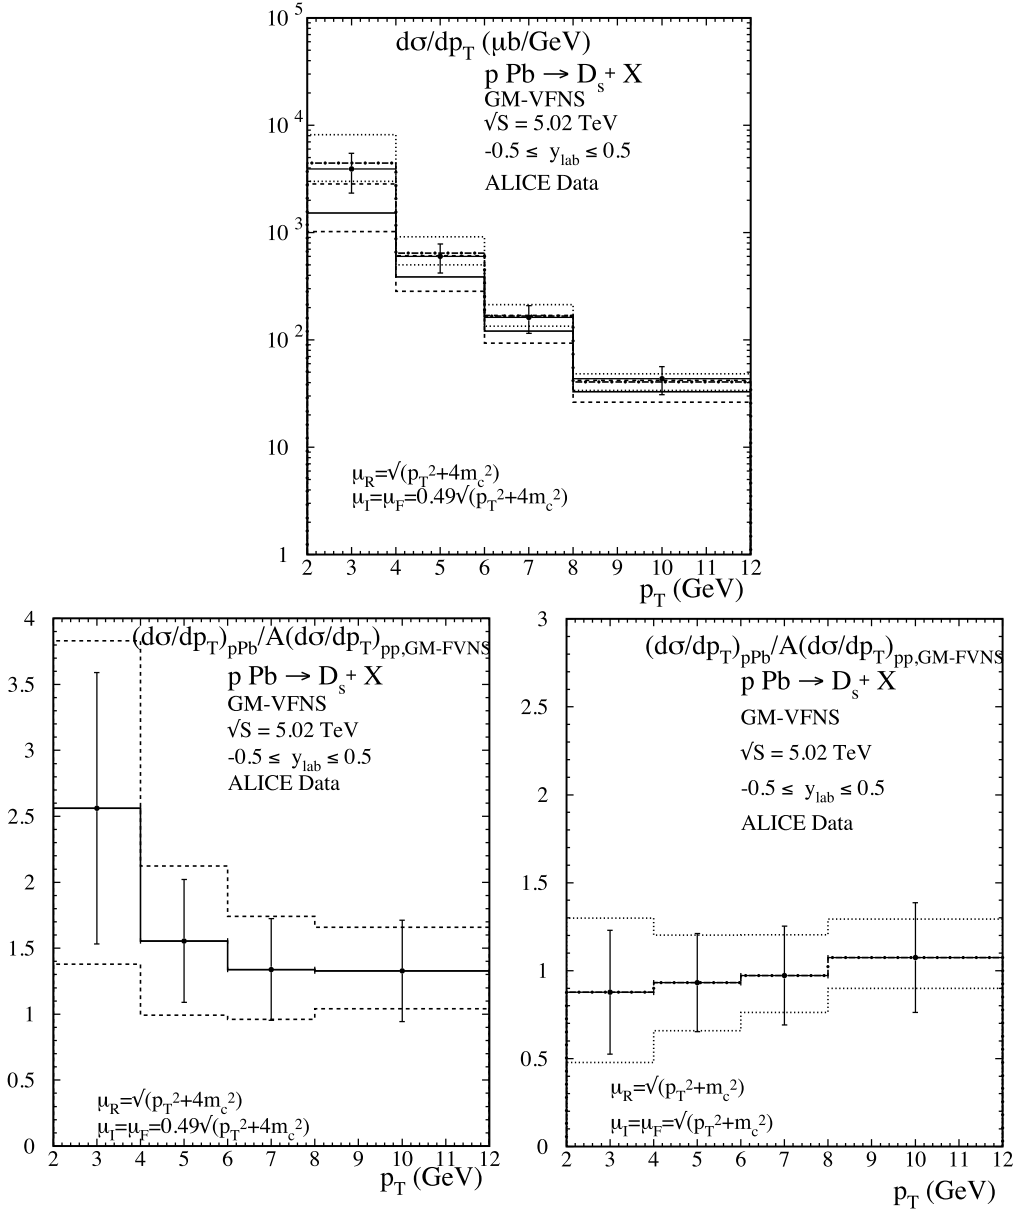 dσ/dp_T (μb/GeV)
p Pb → D_s^+ X
GM-VFNS
√S = 5.02 TeV
-0.5 ≤ y_lab ≤ 0.5
ALICE Data
μ_R=√(p_T^2+4m_c^2)
μ_I=μ_F=0.49√(p_T^2+4m_c^2)
10^5
10^4
10^3
10^2
10
1
2 3 4 5 6 7 8 9 10 11 12
p_T (GeV)
(dσ/dp_T)_pPb/A(dσ/dp_T)_pp,GM-FVNS
p Pb → D_s^+ X
GM-VFNS
√S = 5.02 TeV
-0.5 ≤ y_lab ≤ 0.5
ALICE Data
μ_R=√(p_T^2+4m_c^2)
μ_I=μ_F=0.49√(p_T^2+4m_c^2)
4
3.5
3
2.5
2
1.5
1
0.5
0
2 3 4 5 6 7 8 9 10 11 12
p_T (GeV)
(dσ/dp_T)_pPb/A(dσ/dp_T)_pp,GM-FVNS
p Pb → D_s^+ X
GM-VFNS
√S = 5.02 TeV
-0.5 ≤ y_lab ≤ 0.5
ALICE Data
μ_R=√(p_T^2+m_c^2)
μ_I=μ_F=√(p_T^2+m_c^2)
3
2.5
2
1.5
1
0.5
0
2 3 4 5 6 7 8 9 10 11 12
p_T (GeV)